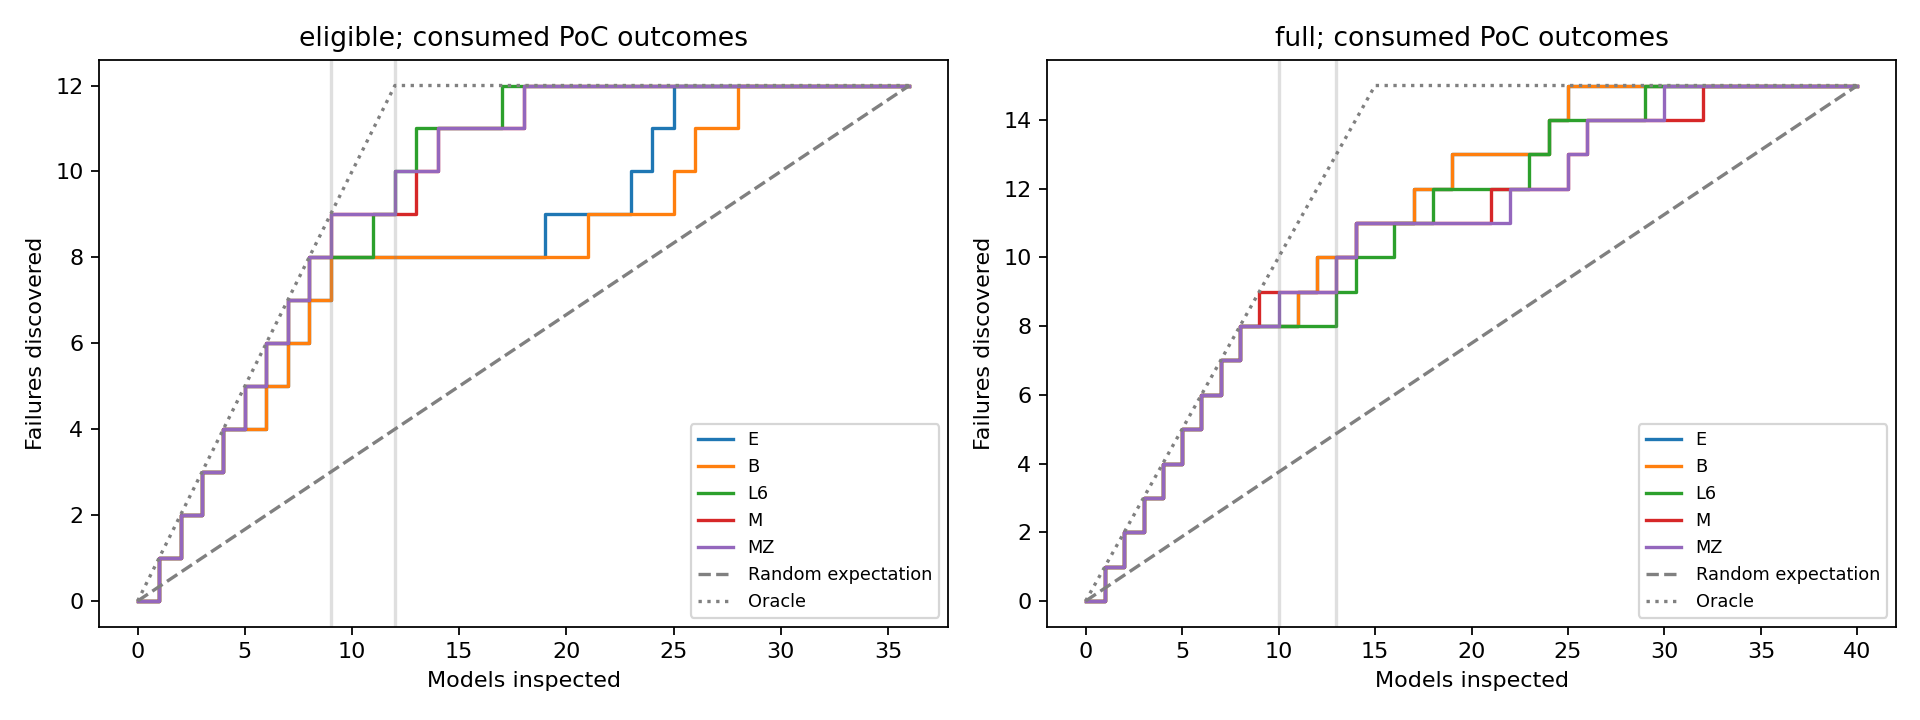 eligible; consumed PoC outcomes
Failures discovered
12
10
8
6
4
2
0
0 5 10 15 20 25 30 35
Models inspected
E
B
L6
M
MZ
Random expectation
Oracle
full; consumed PoC outcomes
Failures discovered
14
12
10
8
6
4
2
0
0 5 10 15 20 25 30 35 40
Models inspected
E
B
L6
M
MZ
Random expectation
Oracle